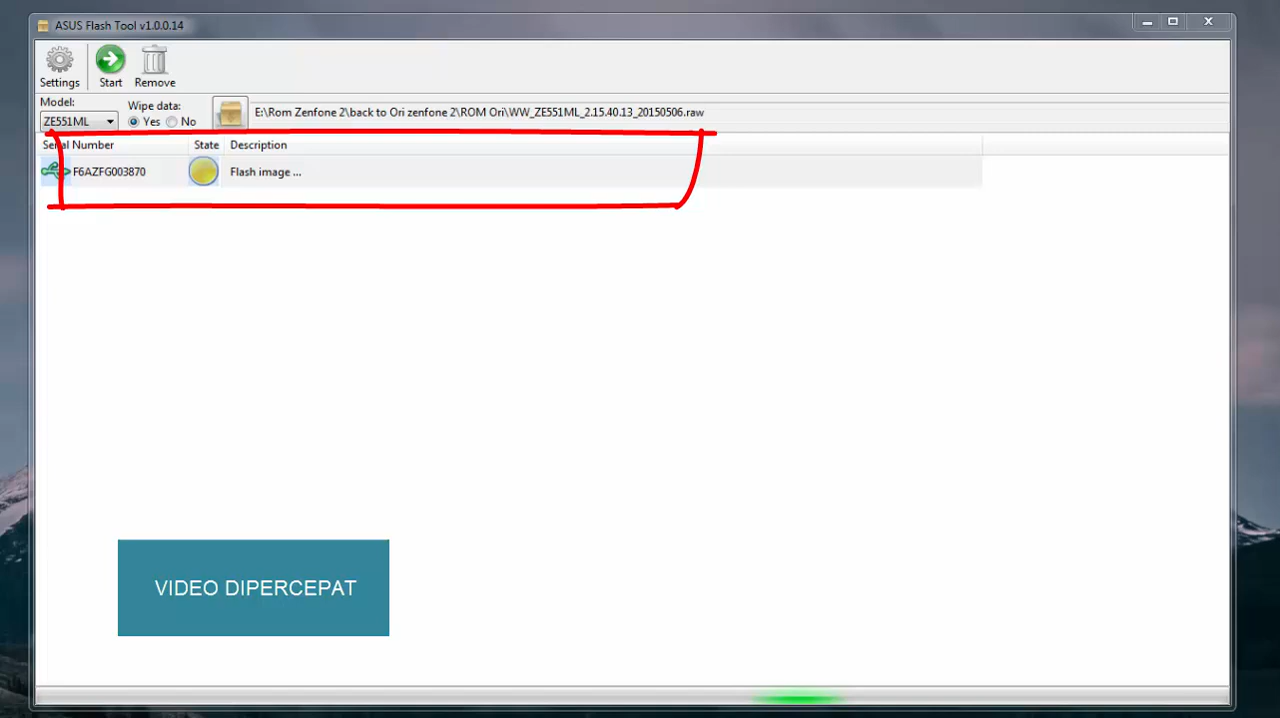 ASUS Flash Tool v1.0.0.14
Settings
Start
Remove
Model:
Wipe data:
ZE551ML
Yes
No
E:\Rom Zenfone 2\back to Ori zenfone 2\ROM Ori\WW_ZE551ML_2.15.40.13_20150506.raw
Serial Number
State
Description
F6AZFG003870
Flash image ...
VIDEO DIPERCEPAT